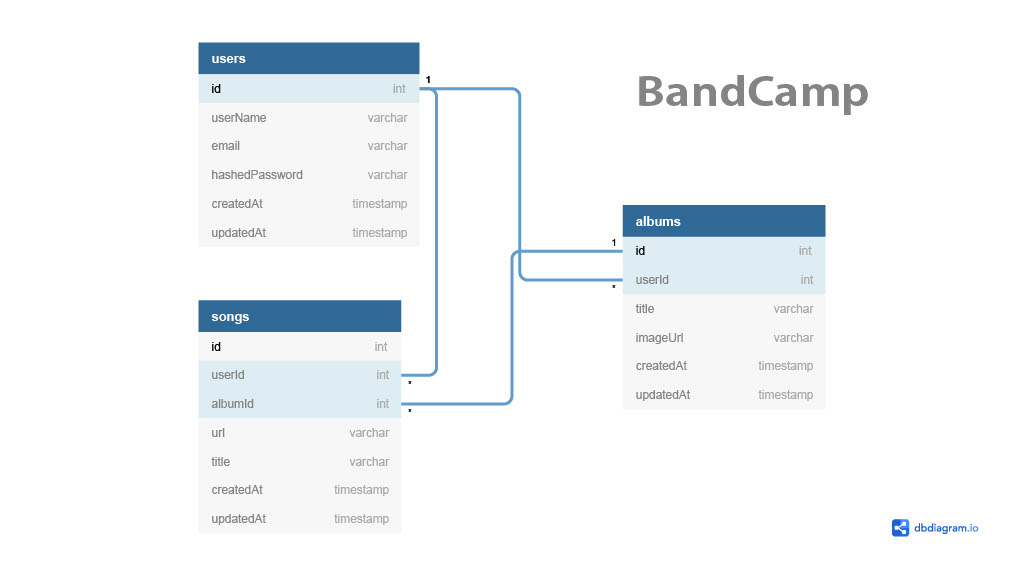 BandCamp
users
id int
userName varchar
email varchar
hashedPassword varchar
createdAt timestamp
updatedAt timestamp
1
songs
id int
userId int
*
albumId int
*
url varchar
title varchar
createdAt timestamp
updatedAt timestamp
albums
1
id int
userId int
*
title varchar
imageUrl varchar
createdAt timestamp
updatedAt timestamp
dbdiagram.io